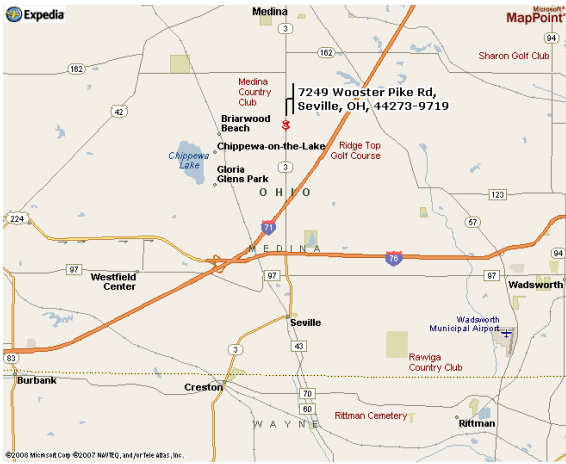 Expedia
Medina
Microsoft®
MapPoint®
3
94
162
162
Sharon Golf Club
Medina
Country
Club
7249 Wooster Pike Rd,
Seville, OH, 44273-9719
42
Briarwood
Beach
Chippewa-on-the-Lake
Ridge Top
Golf Course
Chippewa
Lake
Gloria
Glens Park
3
OHIO
123
224
71
57
MEDINA
76
94
97
97
97
Westfield
Center
Wadsworth
Seville
Wadsworth
Municipal Airport
3
43
83
Rawiga
Country Club
Burbank
Creston
70
60
Rittman Cemetery
Rittman
WAYNE
©2008 Microsoft Corp ©2007 NAVTEQ, and/or Tele Atlas, Inc.